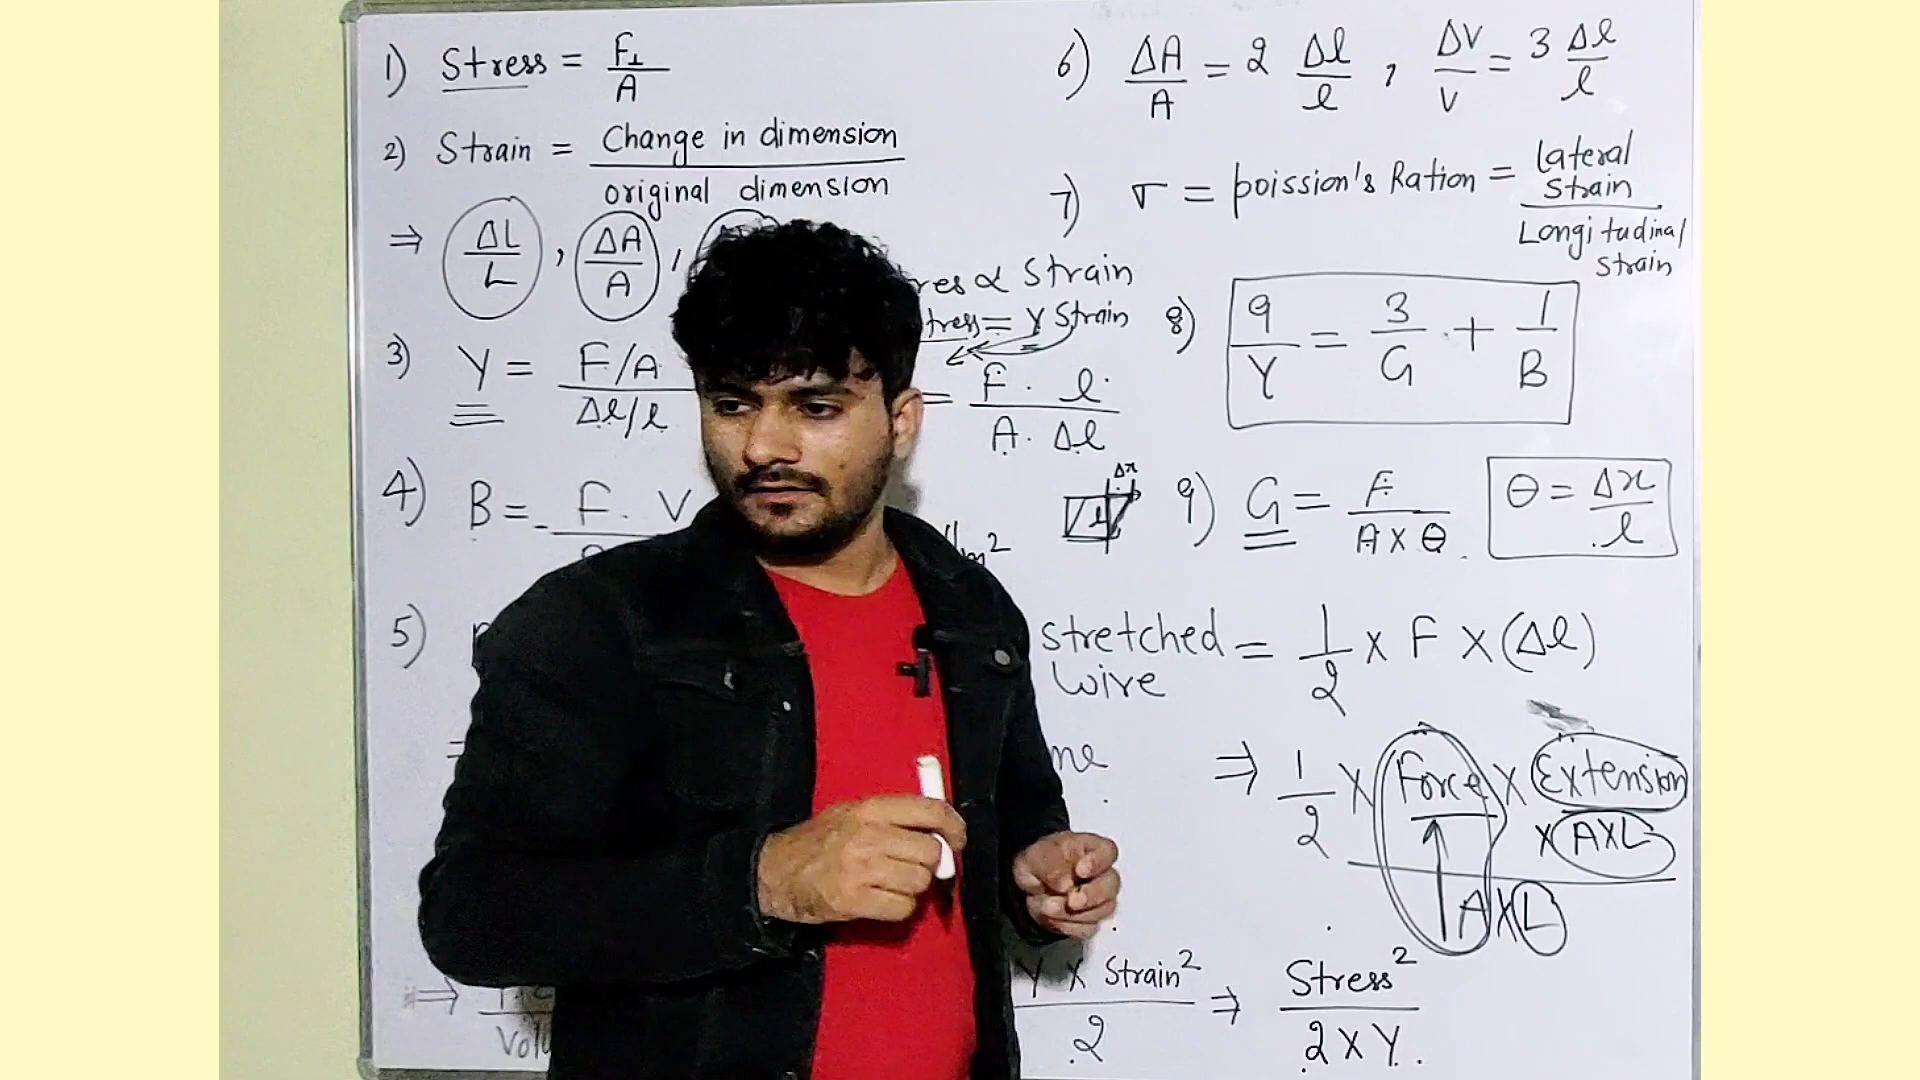 1) Stress = F⊥/A
2) Strain = Change in dimension / original dimension
⇒ ΔL/L , ΔA/A ,
Stress = Y Strain
3) Y = F/A / Δl/l = F. l / A. Δl
4) B = F. V
5)
stretched wire = 1/2 x F x (Δl)
⇒ 1/2 x Force x Extension x AxL / AxL
Y x Strain² / 2 ⇒ Stress² / 2 x Y.
6) ΔA/A = 2 Δl/l , ΔV/V = 3 Δl/l
7) σ = poission's Ration = lateral strain / Longitudinal strain
8) 9/Y = 3/G + 1/B
Δx
l
9) G = F / A x θ
θ = Δx/l